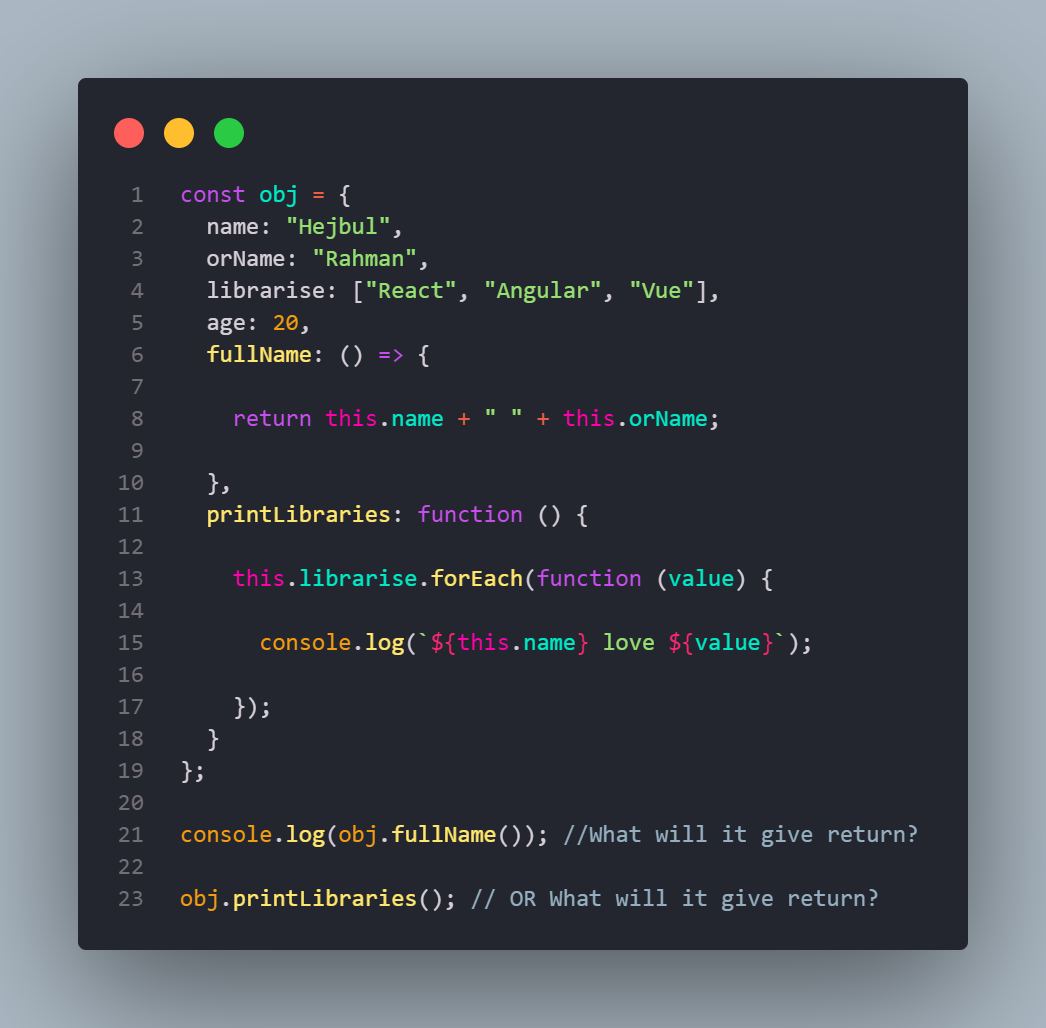 1 const obj = {
2 name: "Hejbul",
3 orName: "Rahman",
4 librarise: ["React", "Angular", "Vue"],
5 age: 20,
6 fullName: () => {
7
8 return this.name + " " + this.orName;
9
10 },
11 printLibraries: function () {
12
13 this.librarise.forEach(function (value) {
14
15 console.log(`${this.name} love ${value}`);
16
17 });
18 }
19 };
20
21 console.log(obj.fullName()); //What will it give return?
22
23 obj.printLibraries(); // OR What will it give return?